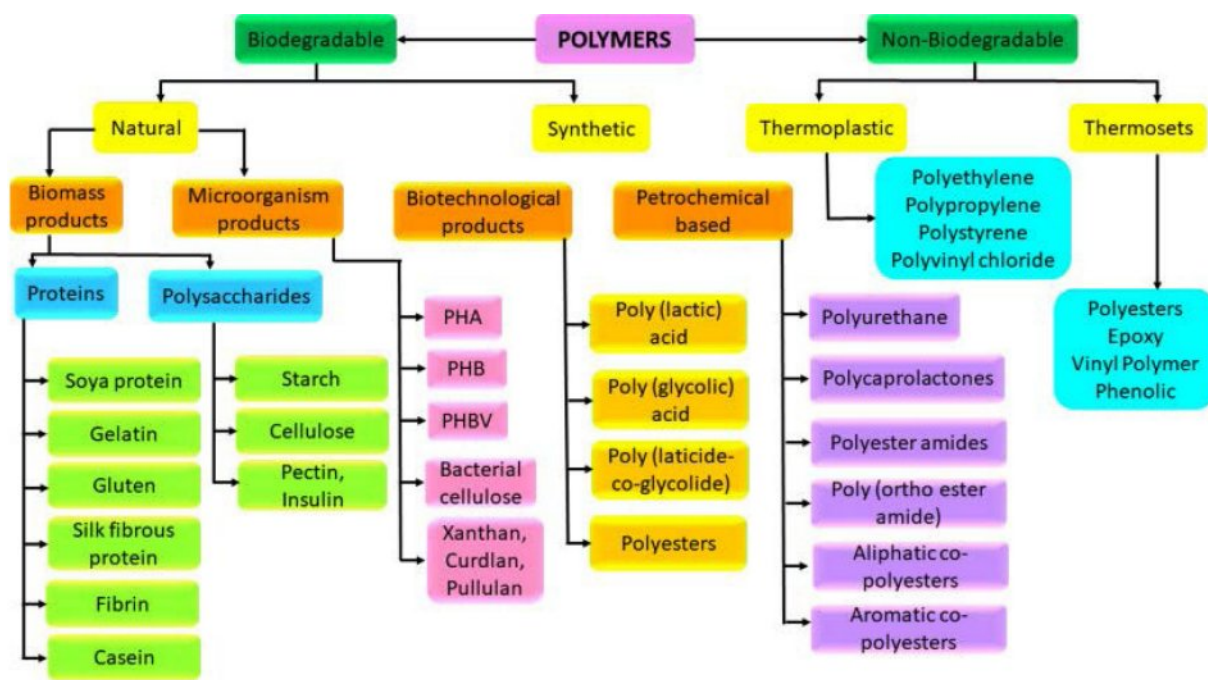 Biodegradable
POLYMERS
Non-Biodegradable
Natural
Synthetic
Thermoplastic
Thermosets
Biomass
products
Microorganism
products
Biotechnological
products
Petrochemical
based
Polyethylene
Polypropylene
Polystyrene
Polyvinyl chloride
Proteins
Polysaccharides
Polyesters
Epoxy
Vinyl Polymer
Phenolic
Soya protein
Gelatin
Gluten
Silk fibrous
protein
Fibrin
Casein
Starch
Cellulose
Pectin,
Insulin
PHA
PHB
PHBV
Bacterial
cellulose
Xanthan,
Curdlan,
Pullulan
Poly (lactic)
acid
Poly (glycolic)
acid
Poly (laticide-
co-glycolide)
Polyesters
Polyurethane
Polycaprolactones
Polyester amides
Poly (ortho ester
amide)
Aliphatic co-
polyesters
Aromatic co-
polyesters